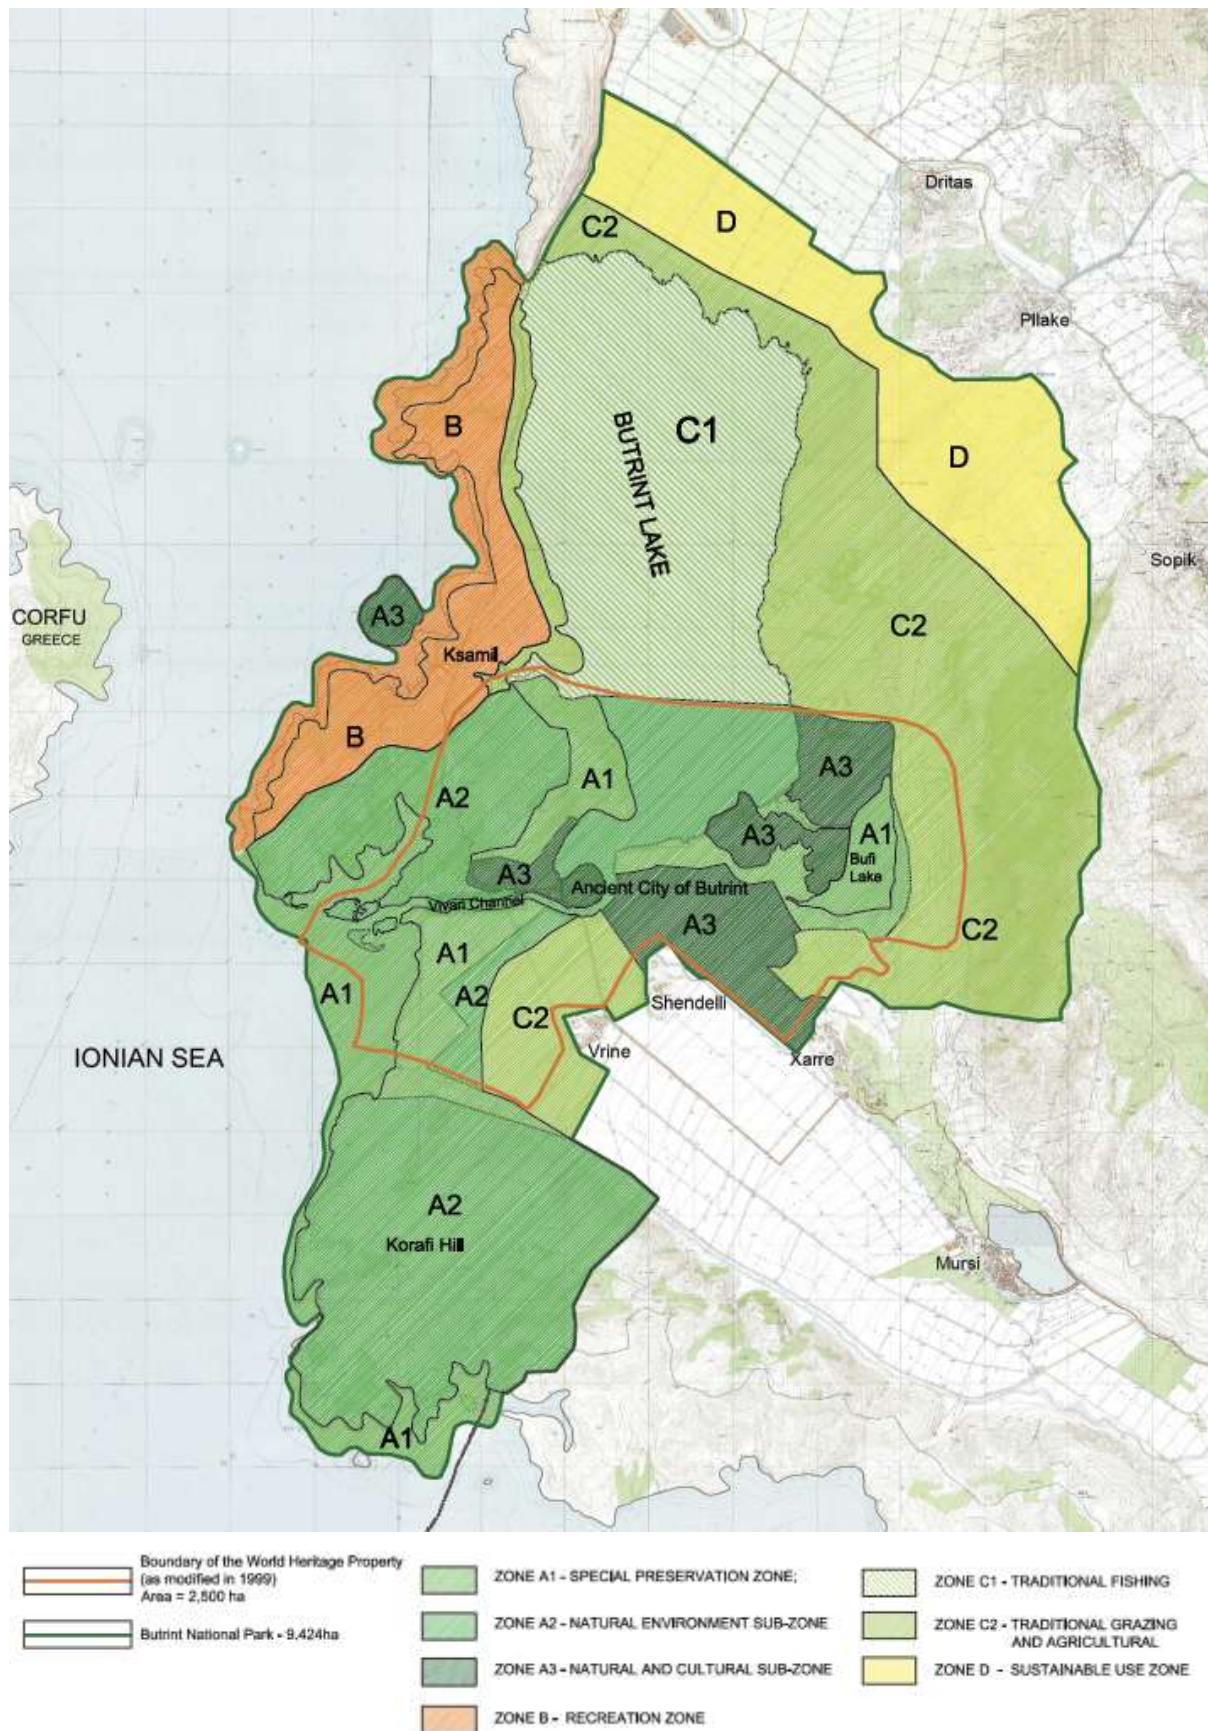 Dritas
D
C2
Pllake
B
C1
BUTRINT LAKE
D
Sopik
CORFU
GREECE
A3
C2
Ksamil
B
A2
A1
A3
A3
A1
Bufi
Lake
A3
Ancient City of Butrint
Vivari Channel
A3
A1
C2
A1
A2
C2
Shendelli
IONIAN SEA
Vrine
Xarre
A2
Korafi Hill
Mursi
A1
Boundary of the World Heritage Property
(as modified in 1999)
Area = 2,500 ha
Butrint National Park - 9,424ha
ZONE A1 - SPECIAL PRESERVATION ZONE;
ZONE A2 - NATURAL ENVIRONMENT SUB-ZONE
ZONE A3 - NATURAL AND CULTURAL SUB-ZONE
ZONE B - RECREATION ZONE
ZONE C1 - TRADITIONAL FISHING
ZONE C2 - TRADITIONAL GRAZING
AND AGRICULTURAL
ZONE D - SUSTAINABLE USE ZONE